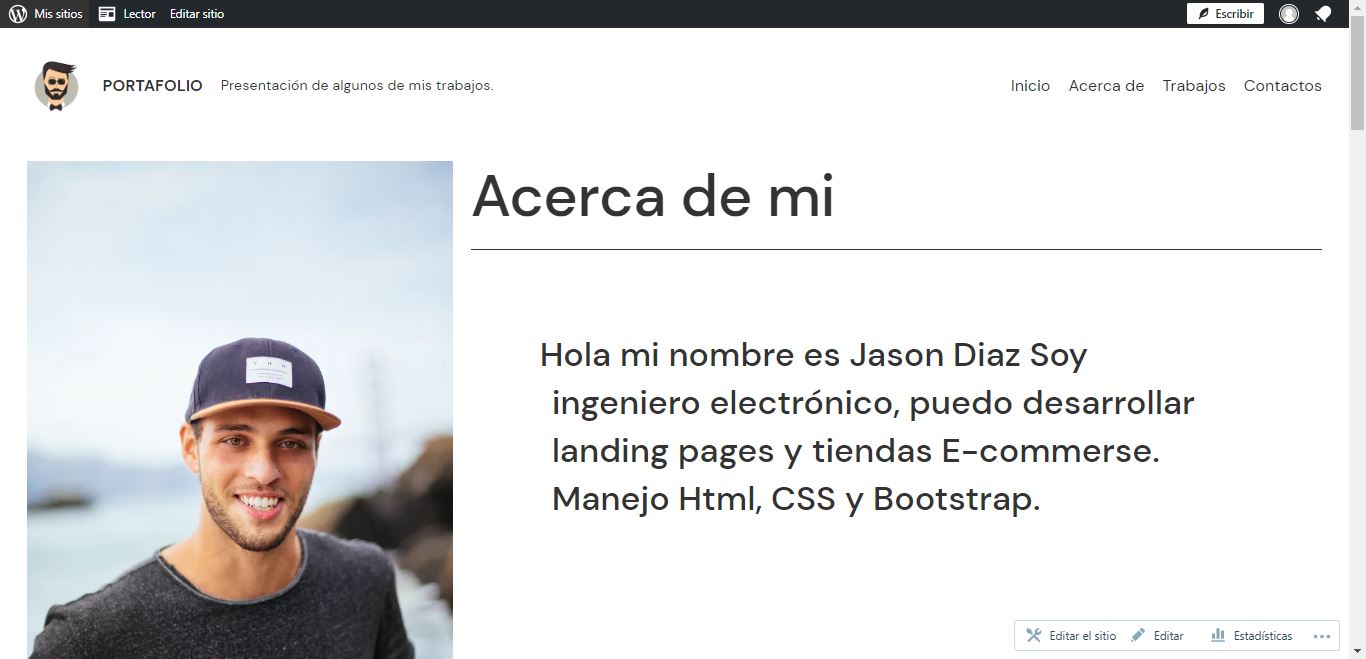 Mis sitios Lector Editar sitio Escribir
PORTAFOLIO Presentación de algunos de mis trabajos. Inicio Acerca de Trabajos Contactos
Acerca de mi
Hola mi nombre es Jason Diaz Soy
ingeniero electrónico, puedo desarrollar
landing pages y tiendas E-commerse.
Manejo Html, CSS y Bootstrap.
Editar el sitio Editar Estadísticas